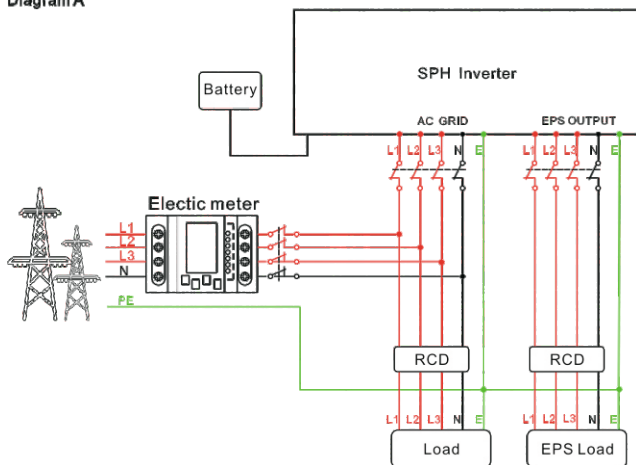 Diagram A
SPH Inverter
Battery
AC GRID
EPS OUTPUT
L1 L2 L3 N E
L1 L2 L3 N E
Electic meter
L1
L2
L3
N
PE
RCD
RCD
L1 L2 L3 N E
L1 L2 L3 N E
Load
EPS Load